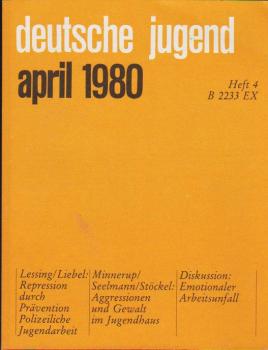 deutsche jugend
april 1980
Heft 4
B 2233 EX
Lessing/Liebel:
Repression
durch
Prävention
Polizeiliche
Jugendarbeit
Minnerup/
Seelmann/Stöckel:
Aggressionen
und Gewalt
im Jugendhaus
Diskussion:
Emotionaler
Arbeitsunfall